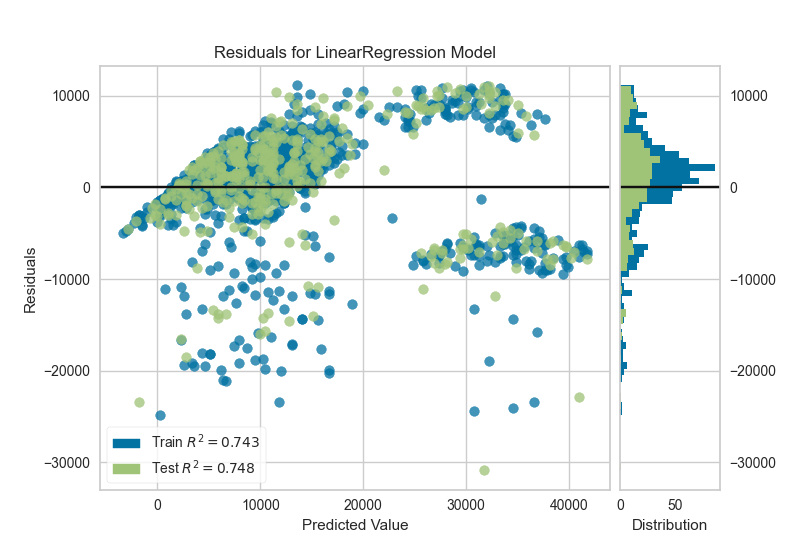 Residuals for LinearRegression Model
Residuals
10000
0
−10000
−20000
−30000
0
10000
20000
30000
40000
Predicted Value
Train R² = 0.743
Test R² = 0.748
10000
0
−10000
−20000
−30000
0
50
Distribution